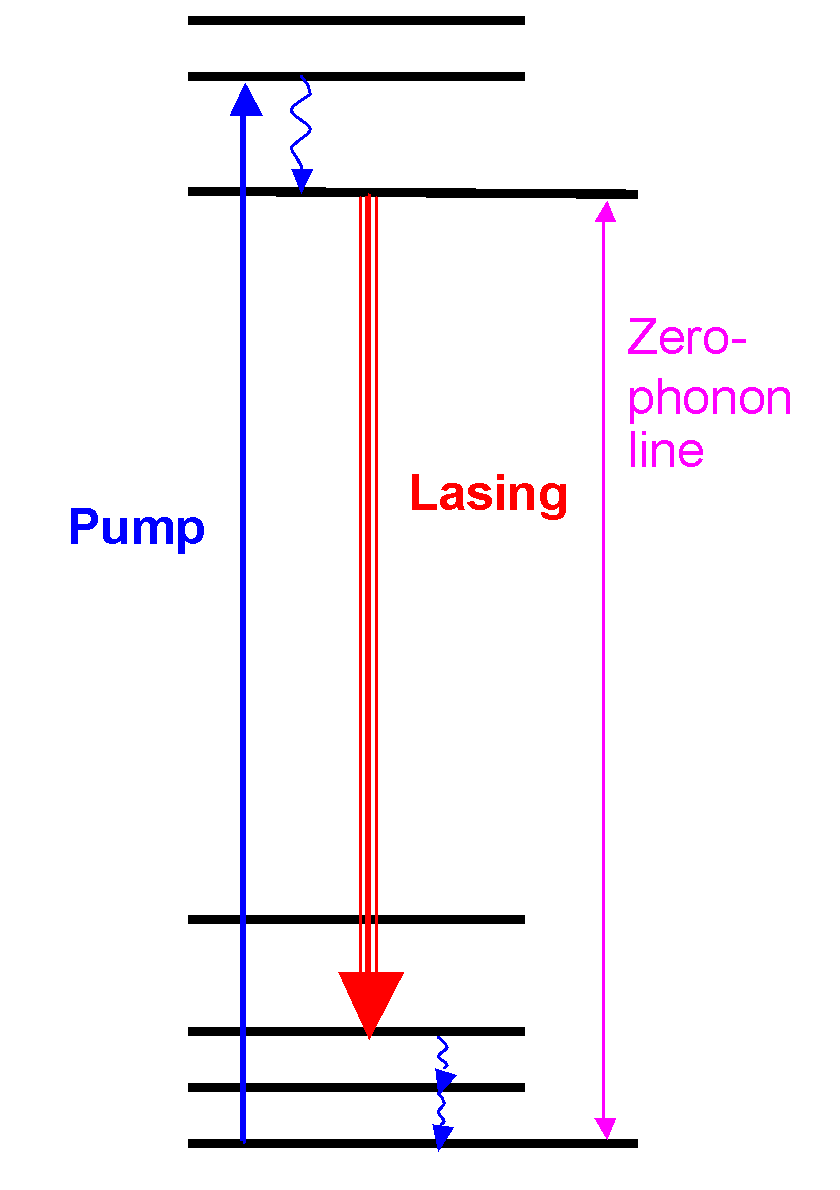 Zero-
phonon
line
Lasing
Pump